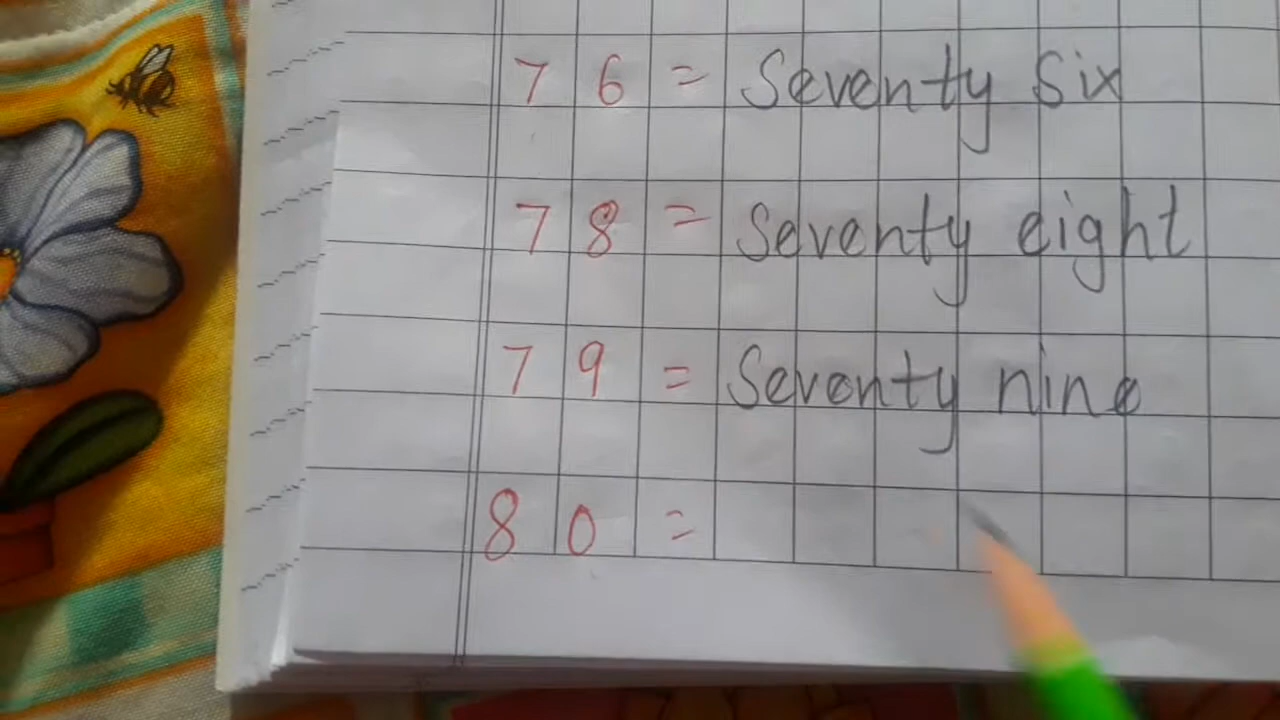 76 = Seventy Six
78 = Seventy eight
79 = Seventy nine
80 =